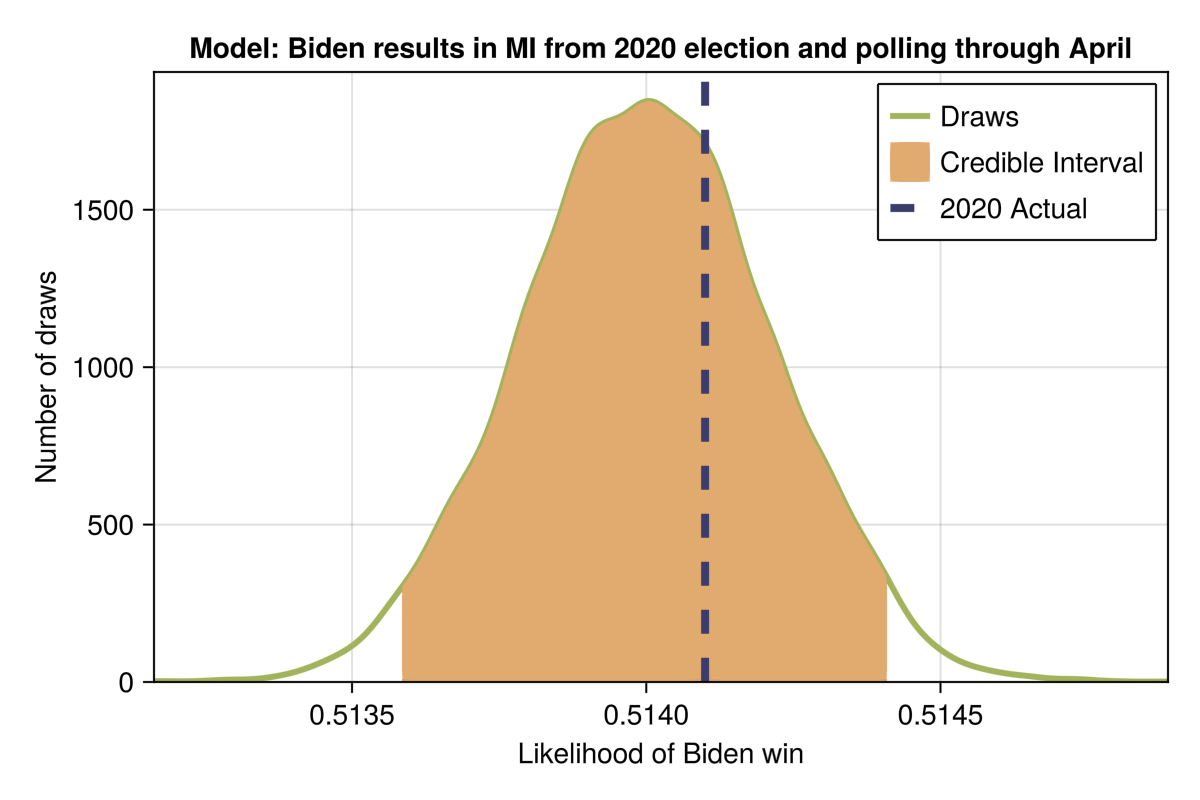 Model: Biden results in MI from 2020 election and polling through April
Draws
Credible Interval
2020 Actual
Number of draws
1500
1000
500
0
0.5135 0.5140 0.5145
Likelihood of Biden win